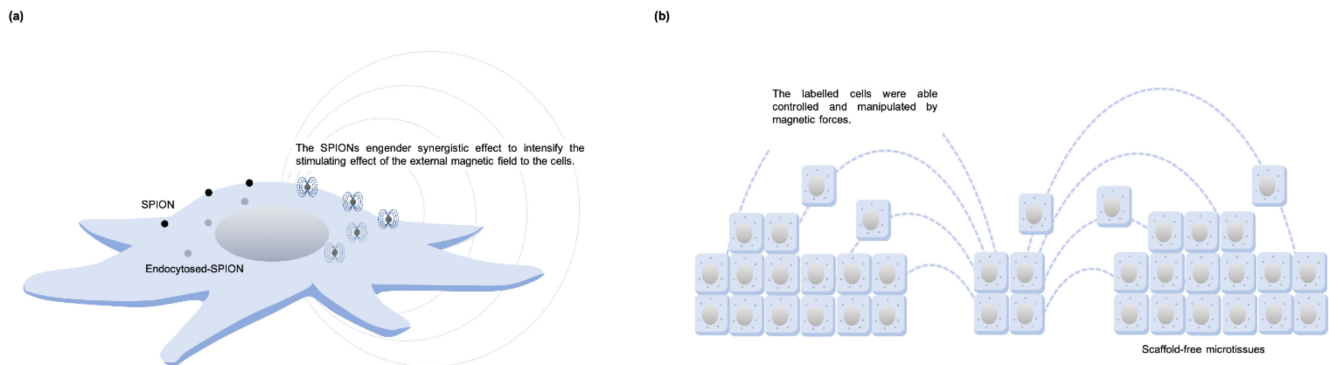 (a)
The SPIONs engender synergistic effect to intensify the
stimulating effect of the external magnetic field to the cells.
SPION
Endocytosed-SPION
(b)
The labelled cells were able
controlled and manipulated by
magnetic forces.
Scaffold-free microtissues